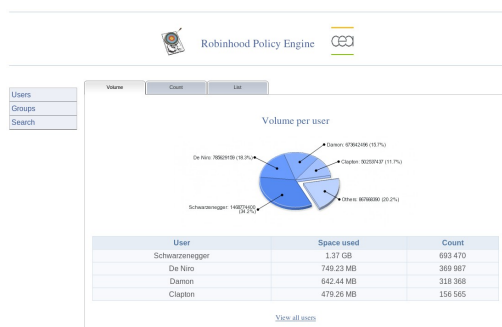 Robinhood Policy Engine
cea
Users
Groups
Search
Volume
Count
List
Volume per user
Damon: 673642496 (15.7%)
De Niro: 785629159 (18.3%)
Clapton: 502537437 (11.7%)
Others: (20.2%)
Schwarzenegger: 1468774400
(34.2%)
User Space used Count
Schwarzenegger 1.37 GB 693 470
De Niro 749.23 MB 369 987
Damon 642.44 MB 318 368
Clapton 479.26 MB 156 565
View all users